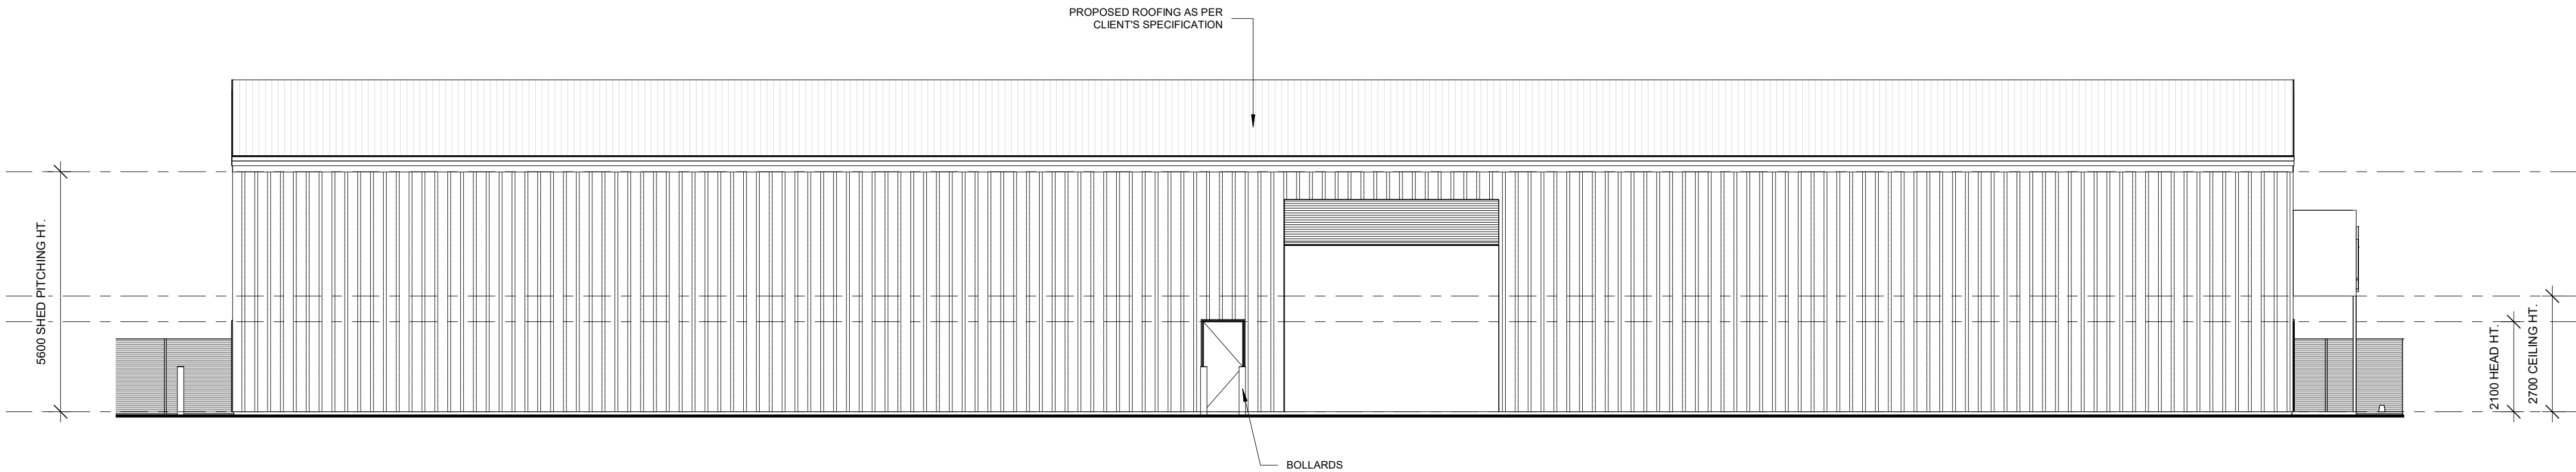 PROPOSED ROOFING AS PER
CLIENT'S SPECIFICATION
5600 SHED PITCHING HT.
2100 HEAD HT.
2700 CEILING HT.
BOLLARDS